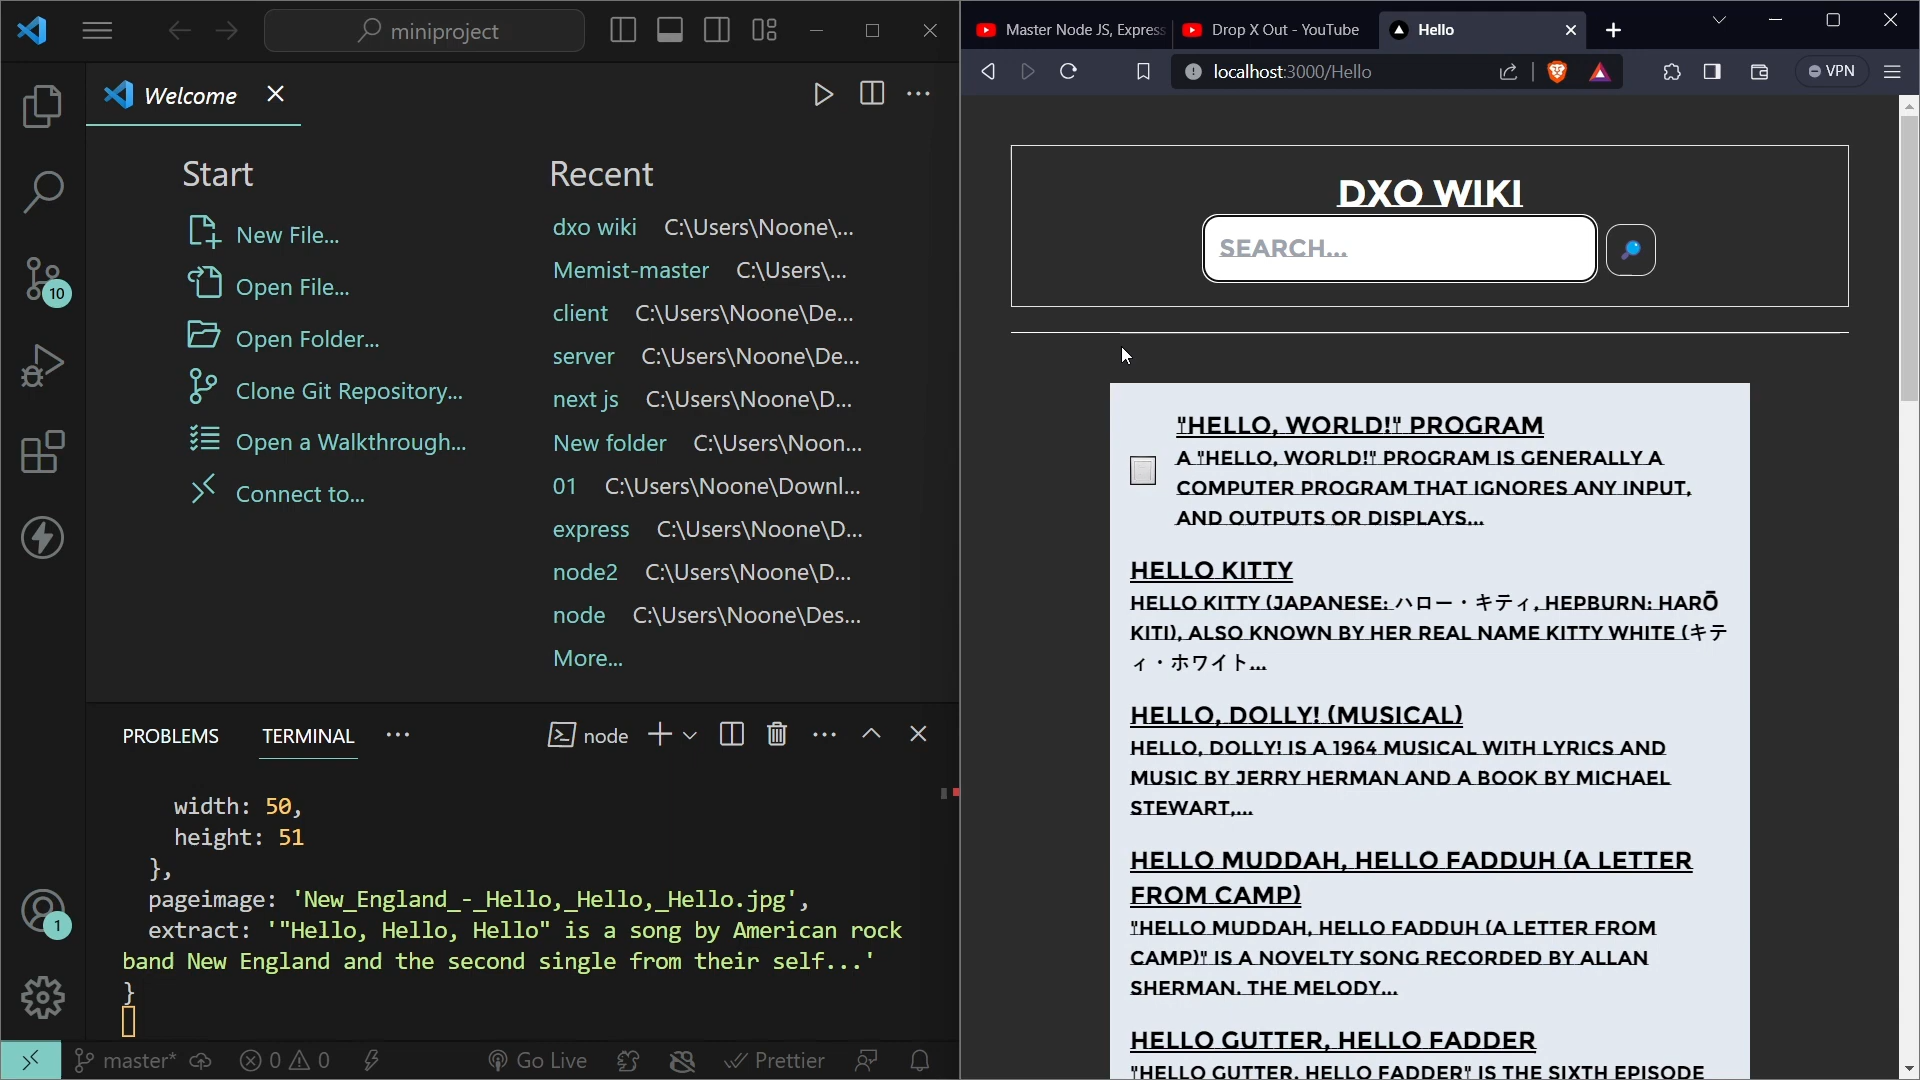 miniproject
Welcome
Start
New File...
Open File...
Open Folder...
Clone Git Repository...
Open a Walkthrough...
Connect to...
Recent
dxo wiki C:\Users\Noone\...
Memist-master C:\Users\...
client C:\Users\Noone\De...
server C:\Users\Noone\De...
next js C:\Users\Noone\D...
New folder C:\Users\Noon...
01 C:\Users\Noone\Downl...
express C:\Users\Noone\D...
node2 C:\Users\Noone\D...
node C:\Users\Noone\Des...
More...
10
1
PROBLEMS TERMINAL ... node
width: 50,
height: 51
},
pageimage: 'New_England_-_Hello,_Hello,_Hello.jpg',
extract: '"Hello, Hello, Hello" is a song by American rock
band New England and the second single from their self...'
}
master* 0 0 Go Live Prettier
Master Node JS, Express
Drop X Out - YouTube
Hello
localhost:3000/Hello
VPN
DXO WIKI
SEARCH...
"HELLO, WORLD!" PROGRAM
A "HELLO, WORLD!" PROGRAM IS GENERALLY A
COMPUTER PROGRAM THAT IGNORES ANY INPUT,
AND OUTPUTS OR DISPLAYS...
HELLO KITTY
HELLO KITTY (JAPANESE: ハロー・キティ, HEPBURN: HARŌ
KITI), ALSO KNOWN BY HER REAL NAME KITTY WHITE (キテ
ィ・ホワイト...
HELLO, DOLLY! (MUSICAL)
HELLO, DOLLY! IS A 1964 MUSICAL WITH LYRICS AND
MUSIC BY JERRY HERMAN AND A BOOK BY MICHAEL
STEWART,...
HELLO MUDDAH, HELLO FADDUH (A LETTER
FROM CAMP)
"HELLO MUDDAH, HELLO FADDUH (A LETTER FROM
CAMP)" IS A NOVELTY SONG RECORDED BY ALLAN
SHERMAN. THE MELODY...
HELLO GUTTER, HELLO FADDER
"HELLO GUTTER, HELLO FADDER" IS THE SIXTH EPISODE